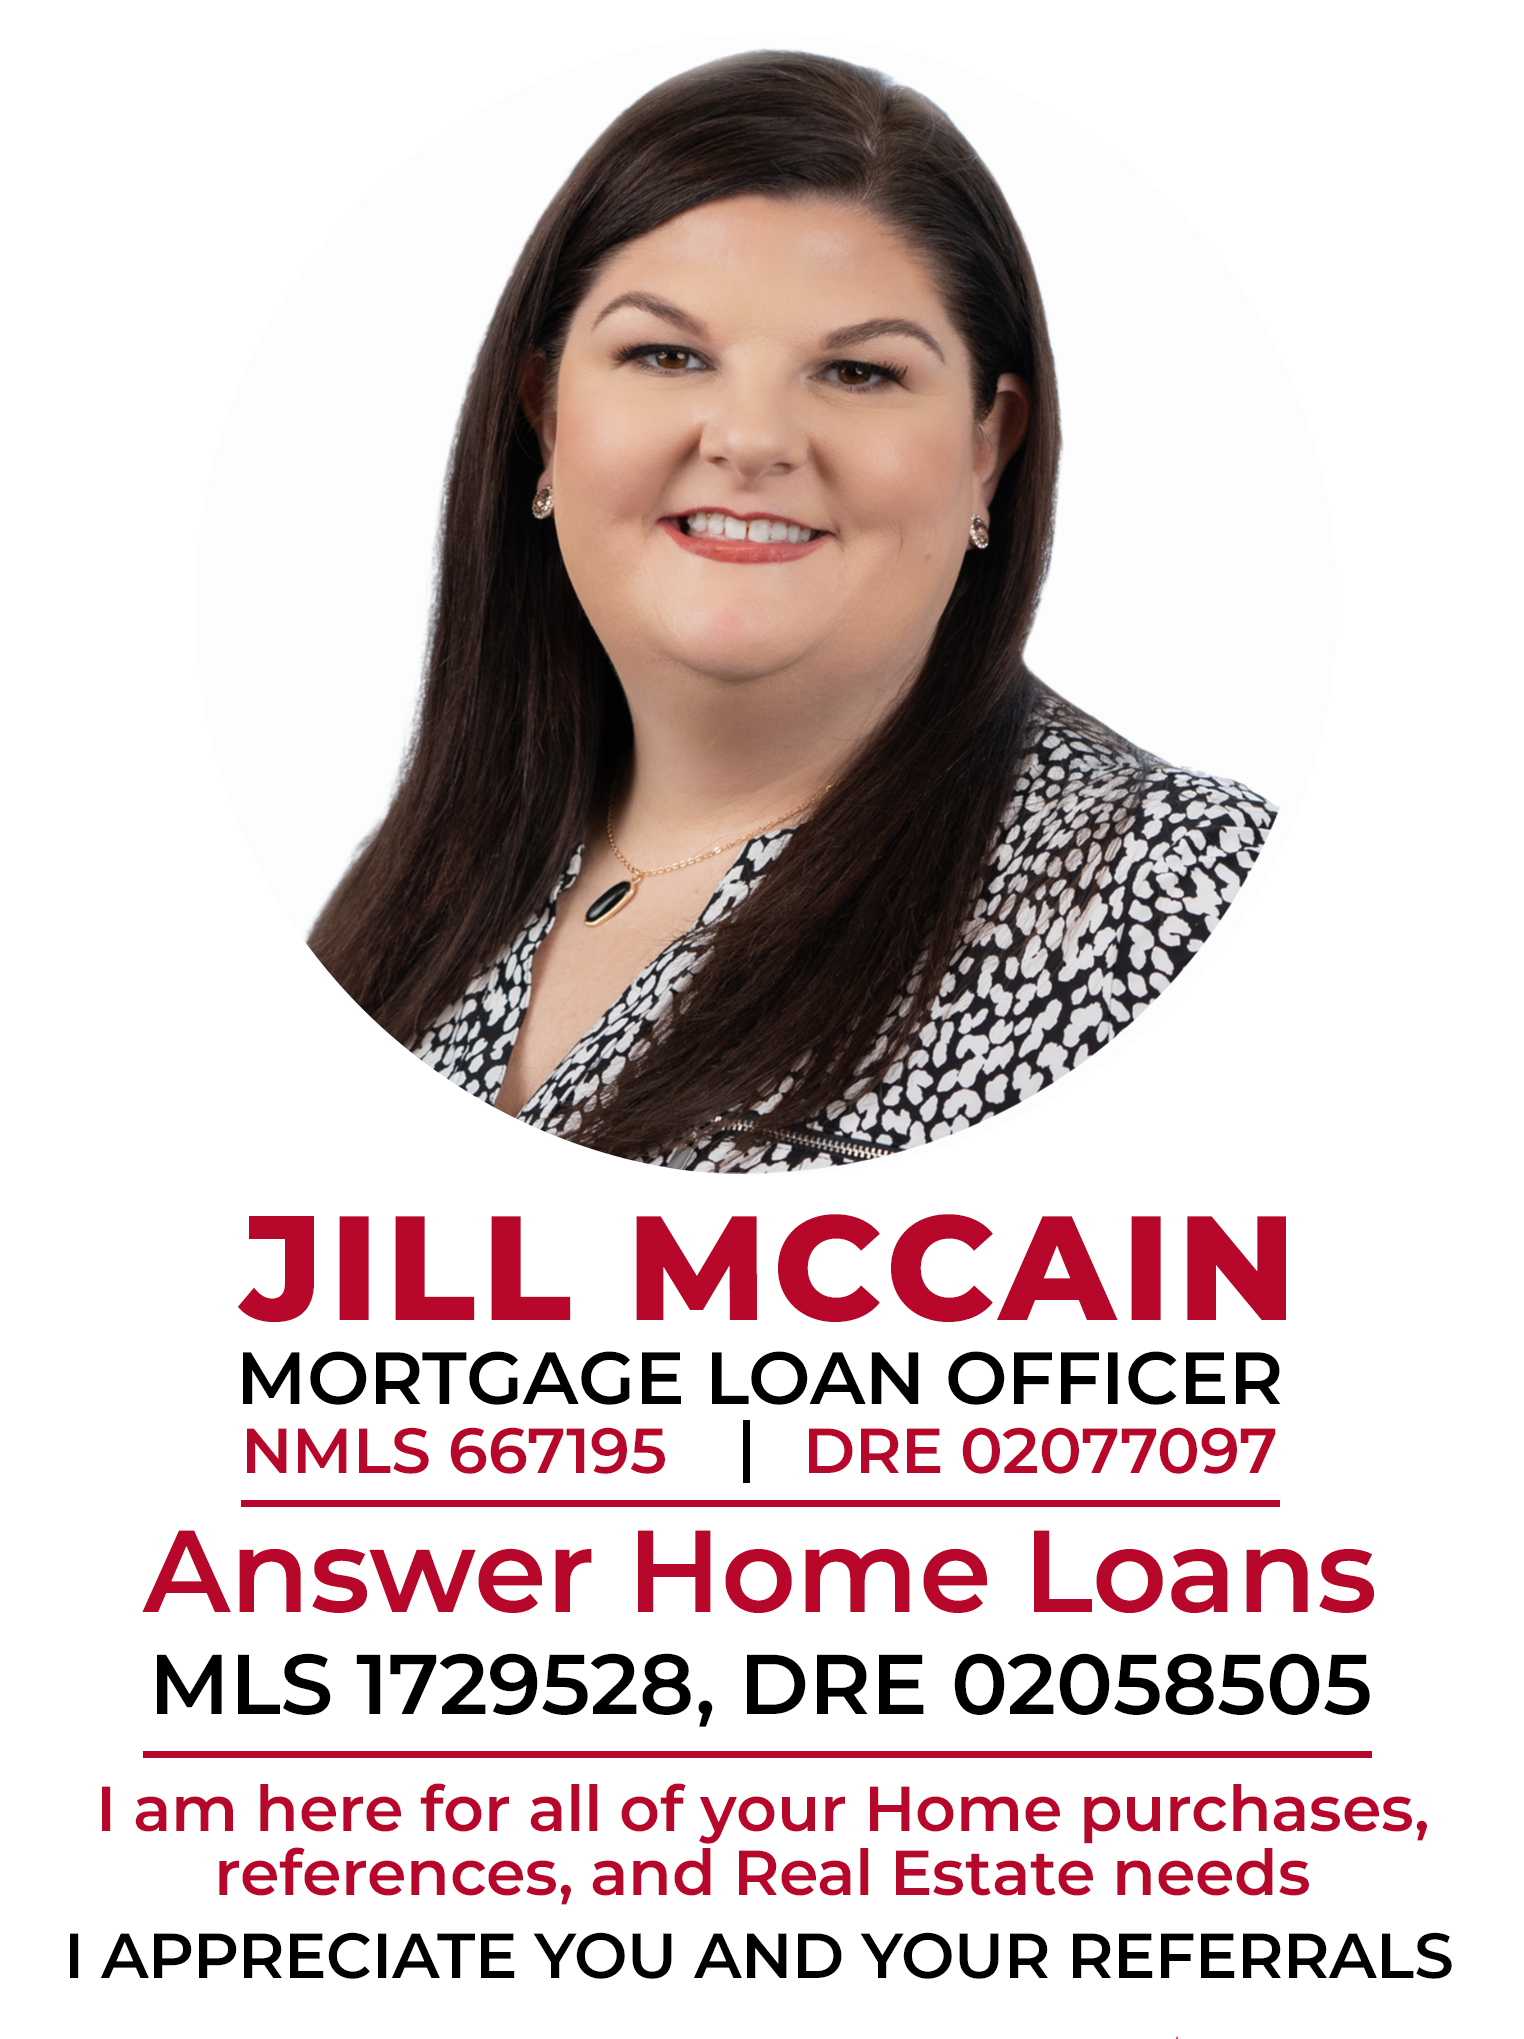 JILL MCCAIN
MORTGAGE LOAN OFFICER
NMLS 667195 | DRE 02077097
Answer Home Loans
MLS 1729528, DRE 02058505
I am here for all of your Home purchases,
references, and Real Estate needs
I APPRECIATE YOU AND YOUR REFERRALS